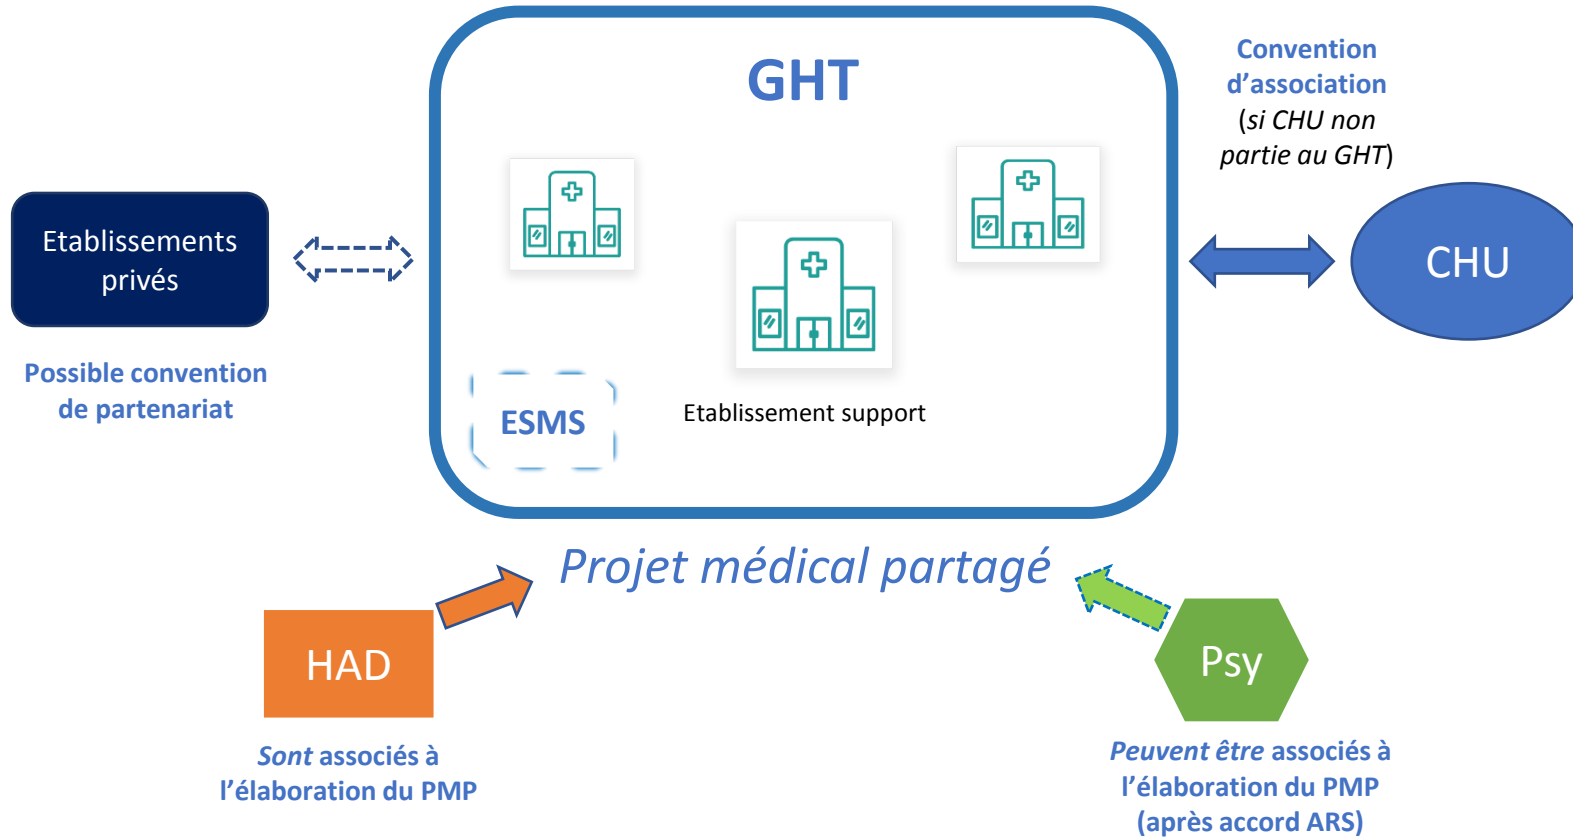 GHT
Convention
d’association
(si CHU non
partie au GHT)
Etablissements
privés
CHU
Possible convention
de partenariat
ESMS
Etablissement support
Projet médical partagé
HAD
Psy
Sont associés à
l’élaboration du PMP
Peuvent être associés à
l’élaboration du PMP
(après accord ARS)